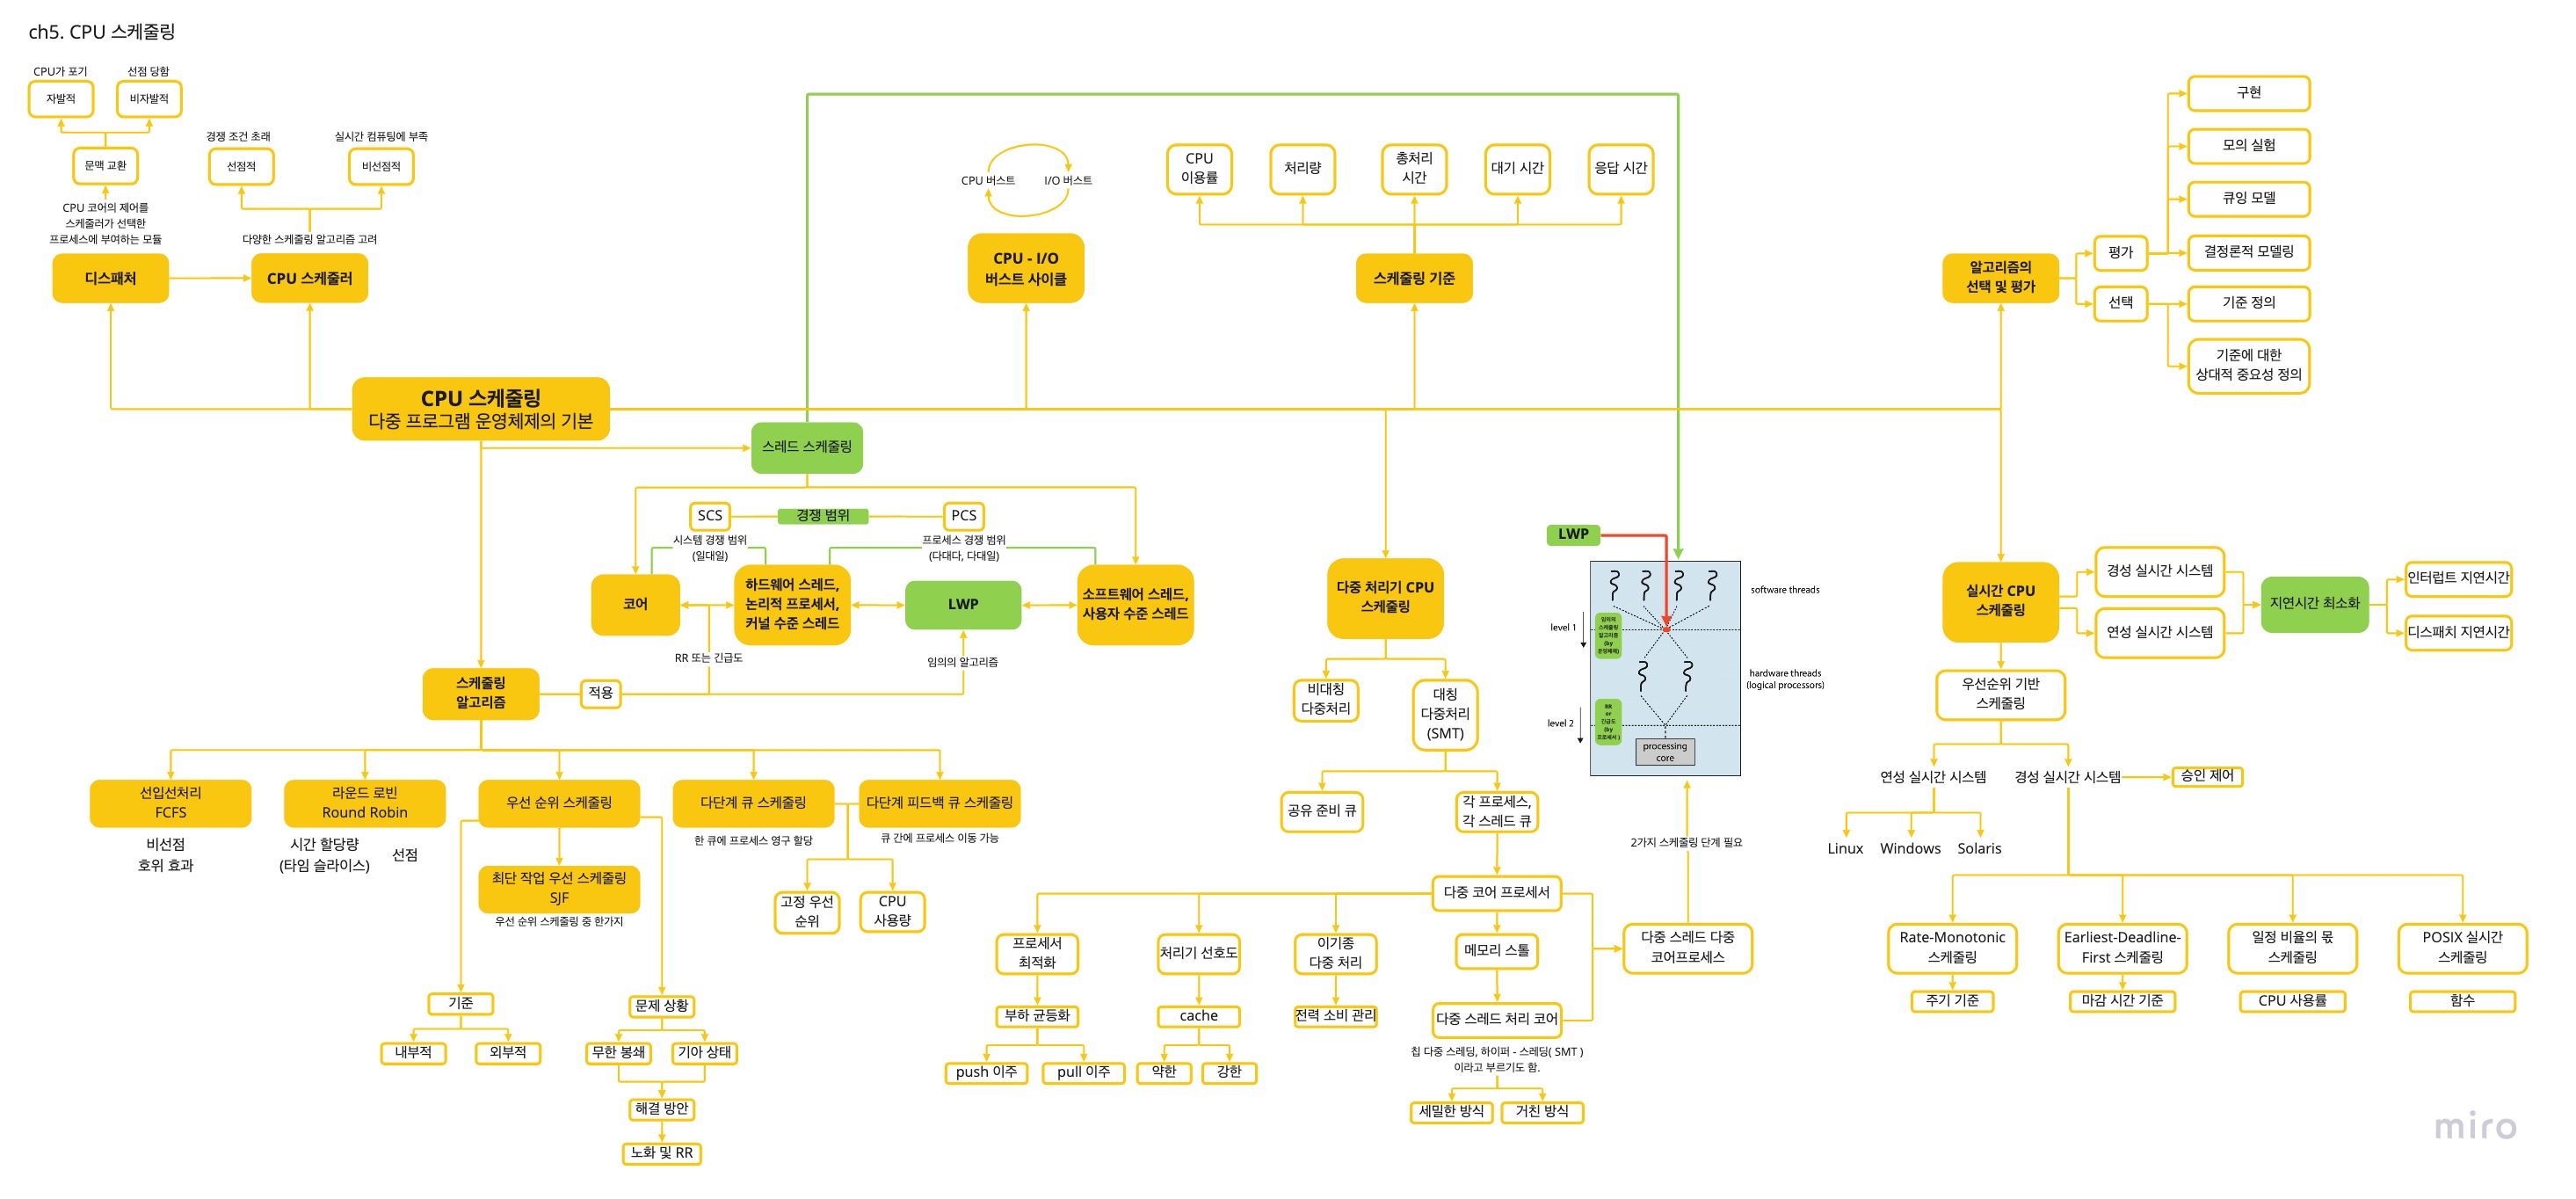 ch5. CPU 스케줄링
CPU가 포기
선점 당함
자발적
비자발적
문맥 교환
CPU 코어의 제어를
스케줄러가 선택한
프로세스에 부여하는 모듈
디스패처
경쟁 조건 초래
실시간 컴퓨팅에 부족
선점적
비선점적
다양한 스케줄링 알고리즘 고려
CPU 스케줄러
CPU 버스트
I/O 버스트
CPU - I/O
버스트 사이클
CPU
이용률
처리량
총처리
시간
대기 시간
응답 시간
스케줄링 기준
알고리즘의
선택 및 평가
평가
선택
구현
모의 실험
큐잉 모델
결정론적 모델링
기준 정의
기준에 대한
상대적 중요성 정의
CPU 스케줄링
다중 프로그램 운영체제의 기본
스레드 스케줄링
SCS
경쟁 범위
PCS
시스템 경쟁 범위
(일대일)
프로세스 경쟁 범위
(다대다, 다대일)
코어
하드웨어 스레드,
논리적 프로세서,
커널 수준 스레드
LWP
소프트웨어 스레드,
사용자 수준 스레드
RR 또는 긴급도
임의의 알고리즘
스케줄링
알고리즘
적용
선입선처리
FCFS
비선점
호위 효과
라운드 로빈
Round Robin
시간 할당량
(타임 슬라이스)
선점
우선 순위 스케줄링
최단 작업 우선 스케줄링
SJF
우선 순위 스케줄링 중 한가지
다단계 큐 스케줄링
한 큐에 프로세스 영구 할당
다단계 피드백 큐 스케줄링
큐 간에 프로세스 이동 가능
고정 우선
순위
CPU
사용량
기준
내부적
외부적
문제 상황
무한 봉쇄
기아 상태
해결 방안
노화 및 RR
다중 처리기 CPU
스케줄링
비대칭
다중처리
대칭
다중처리
(SMT)
공유 준비 큐
각 프로세스,
각 스레드 큐
다중 코어 프로세서
프로세서
최적화
부하 균등화
push 이주
pull 이주
처리기 선호도
cache
약한
강한
이기종
다중 처리
전력 소비 관리
메모리 스톨
다중 스레드 처리 코어
칩 다중 스레딩, 하이퍼 - 스레딩( SMT )
이라고 부르기도 함.
세밀한 방식
거친 방식
다중 스레드 다중
코어프로세스
2가지 스케줄링 단계 필요
LWP
software threads
level 1
임의의
스케줄링
알고리즘
(by
운영체제)
hardware threads
(logical processors)
level 2
RR
or
긴급도
(by
프로세서 )
processing
core
실시간 CPU
스케줄링
경성 실시간 시스템
연성 실시간 시스템
지연시간 최소화
인터럽트 지연시간
디스패치 지연시간
우선순위 기반
스케줄링
연성 실시간 시스템
경성 실시간 시스템
승인 제어
Linux
Windows
Solaris
Rate-Monotonic
스케줄링
주기 기준
Earliest-Deadline-
First 스케줄링
마감 시간 기준
일정 비율의 몫
스케줄링
CPU 사용률
POSIX 실시간
스케줄링
함수
miro